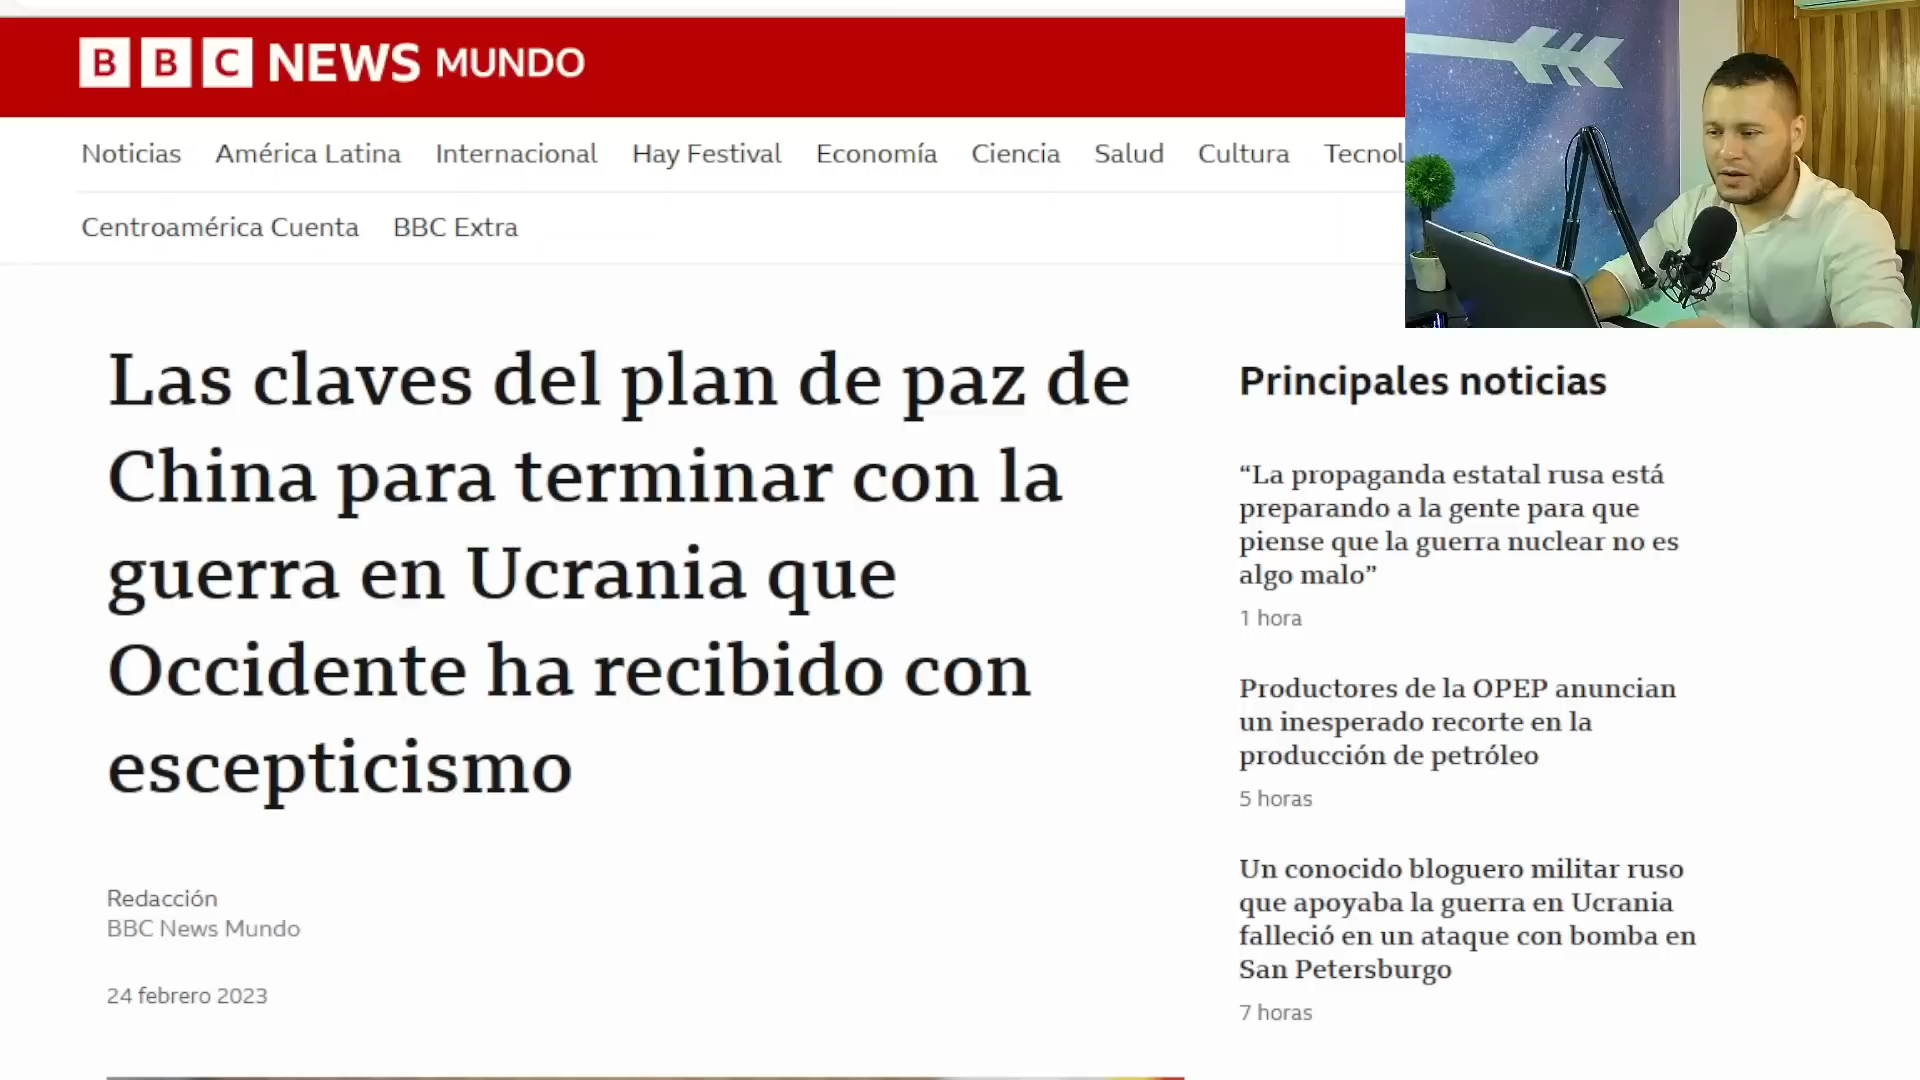 BBC NEWS MUNDO
Noticias América Latina Internacional Hay Festival Economía Ciencia Salud Cultura Tecnol
Centroamérica Cuenta BBC Extra
Las claves del plan de paz de
China para terminar con la
guerra en Ucrania que
Occidente ha recibido con
escepticismo
Redacción
BBC News Mundo
24 febrero 2023
Principales noticias
“La propaganda estatal rusa está
preparando a la gente para que
piense que la guerra nuclear no es
algo malo”
1 hora
Productores de la OPEP anuncian
un inesperado recorte en la
producción de petróleo
5 horas
Un conocido bloguero militar ruso
que apoyaba la guerra en Ucrania
falleció en un ataque con bomba en
San Petersburgo
7 horas